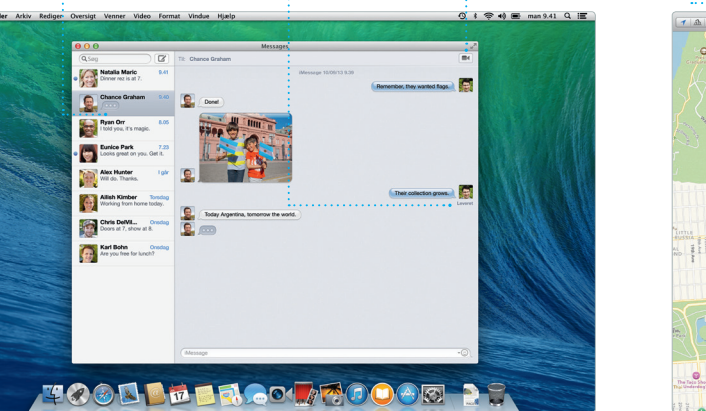 Arkiv Rediger Oversigt Venner Video Format Vindue Hjælp
man 9.41
Messages
Søg
Natalia Maric 9.41
Dinner rez is at 7.
Chance Graham 9.40
Ryan Orr 8.05
I told you, it's magic.
Eunice Park 7.23
Looks great on you. Get it.
Alex Hunter I går
Will do. Thanks.
Ailish Kimber Torsdag
Working from home today.
Chris DelVil... Onsdag
Doors at 7, show at 8.
Karl Bohn Onsdag
Are you free for lunch?
Chance Graham
iMessage 10/09/13 9.39
Remember, they wanted flags.
Done!
Their collection grows.
Leveret
Today Argentina, tomorrow the world.
iMessage
17
LITTLE
RUSSIA